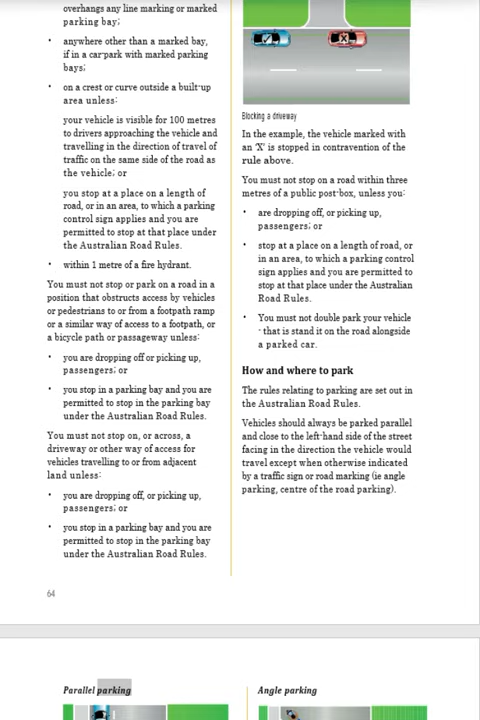 overhangs any line marking or marked
parking bay;
• anywhere other than a marked bay,
if in a car-park with marked parking
bays;
• on a crest or curve outside a built-up
area unless:
your vehicle is visible for 100 metres
to drivers approaching the vehicle and
travelling in the direction of travel of
traffic on the same side of the road as
the vehicle; or
you stop at a place on a length of
road, or in an area, to which a parking
control sign applies and you are
permitted to stop at that place under
the Australian Road Rules.
• within 1 metre of a fire hydrant.
You must not stop or park on a road in a
position that obstructs access by vehicles
or pedestrians to or from a footpath ramp
or a similar way of access to a footpath, or
a bicycle path or passageway unless:
• you are dropping off or picking up,
passengers; or
• you stop in a parking bay and you are
permitted to stop in the parking bay
under the Australian Road Rules.
You must not stop on, or across, a
driveway or other way of access for
vehicles travelling to or from adjacent
land unless:
• you are dropping off, or picking up,
passengers; or
• you stop in a parking bay and you are
permitted to stop in the parking bay
under the Australian Road Rules.
64
X
Blocking a driveway
In the example, the vehicle marked with
an 'X' is stopped in contravention of the
rule above.
You must not stop on a road within three
metres of a public post-box, unless you:
• are dropping off, or picking up,
passengers; or
• stop at a place on a length of road, or
in an area, to which a parking control
sign applies and you are permitted to
stop at that place under the Australian
Road Rules.
• You must not double park your vehicle
- that is stand it on the road alongside
a parked car.
How and where to park
The rules relating to parking are set out in
the Australian Road Rules.
Vehicles should always be parked parallel
and close to the left-hand side of the street
facing in the direction the vehicle would
travel except when otherwise indicated
by a traffic sign or road marking (ie angle
parking, centre of the road parking).
Parallel parking
Angle parking